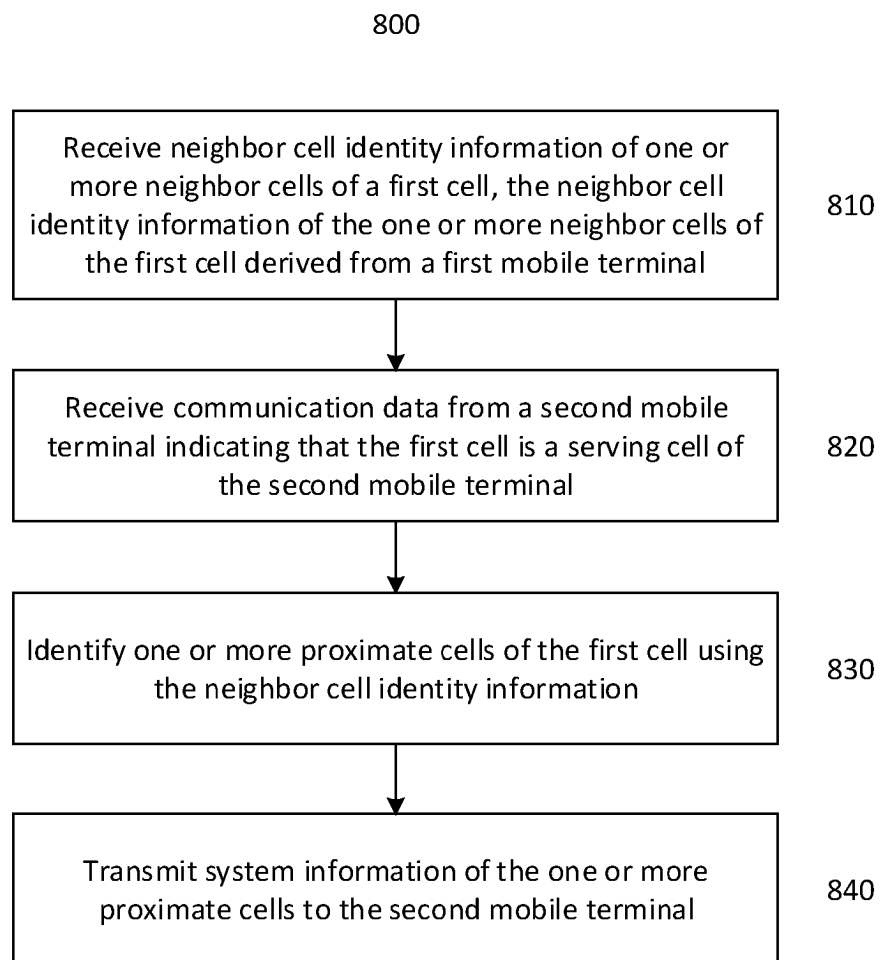 800
Receive neighbor cell identity information of one or
more neighbor cells of a first cell, the neighbor cell
identity information of the one or more neighbor cells of
the first cell derived from a first mobile terminal
810
Receive communication data from a second mobile
terminal indicating that the first cell is a serving cell of
the second mobile terminal
820
Identify one or more proximate cells of the first cell using
the neighbor cell identity information
830
Transmit system information of the one or more
proximate cells to the second mobile terminal
840